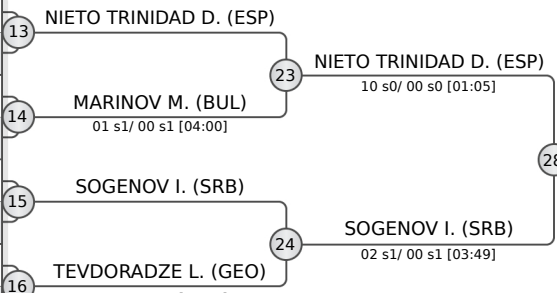 NIETO TRINIDAD D. (ESP)
13
NIETO TRINIDAD D. (ESP)
23
10 s0/ 00 s0 [01:05]
MARINOV M. (BUL)
14
01 s1/ 00 s1 [04:00]
28
SOGENOV I. (SRB)
15
SOGENOV I. (SRB)
24
02 s1/ 00 s1 [03:49]
TEVDORADZE L. (GEO)
16